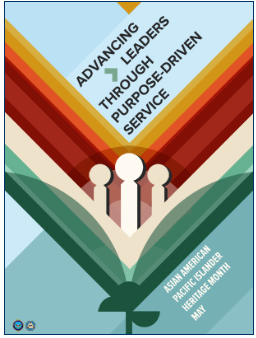 ADVANCING
LEADERS
THROUGH
PURPOSE-DRIVEN
SERVICE
ASIAN AMERICAN
PACIFIC ISLANDER
HERITAGE MONTH
MAY